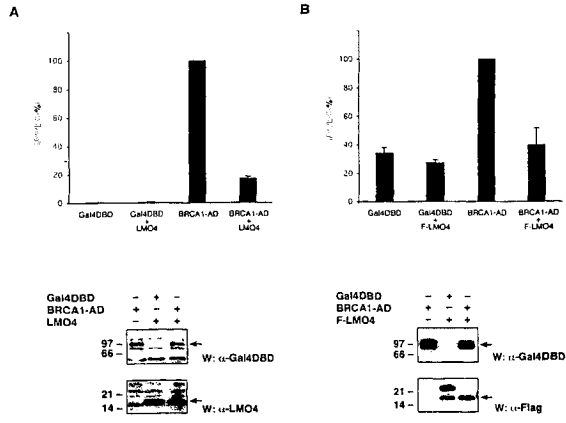 A
100
80
60
40
20
0
Gal4DBD
Gal4DBD
+
LMO4
BRCA1-AD
BRCA1-AD
+
LMO4
Gal4DBD - + -
BRCA1-AD + - +
LMO4 - + +
97
66
W: α-Gal4DBD
21
14
W: α-LMO4
B
100
80
60
40
20
0
Gal4DBD
Gal4DBD
+
F-LMO4
BRCA1-AD
BRCA1-AD
+
F-LMO4
Gal4DBD - + -
BRCA1-AD + - +
F-LMO4 - + +
97
66
W: α-Gal4DBD
21
14
W: α-Flag